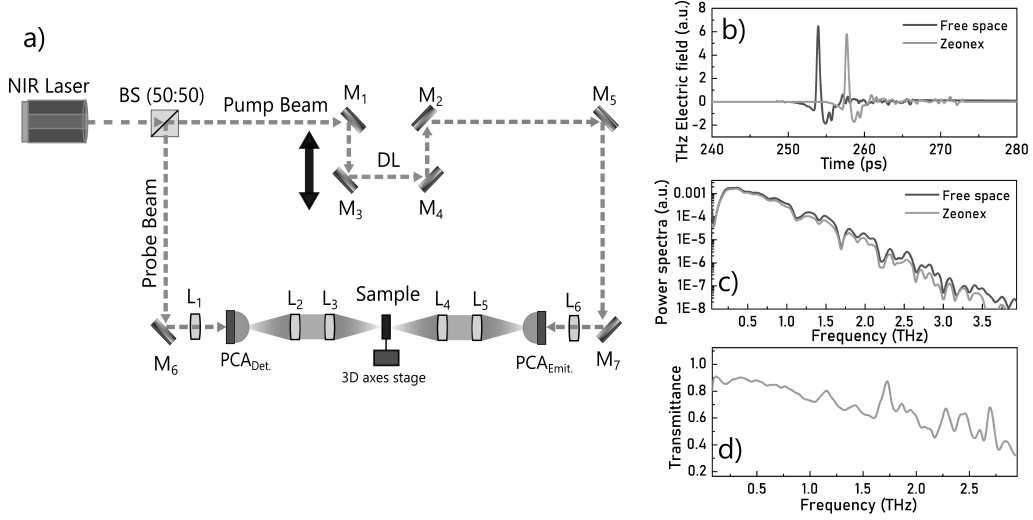 a)
NIR Laser
BS (50:50)
Pump Beam
M1
M2
M5
DL
M3
M4
Probe Beam
L1
L2
L3
Sample
L4
L5
L6
M6
PCADet.
3D axes stage
PCAEmit.
M7
b)
THz Electric field (a.u.)
8
6
4
2
0
-2
Free space
Zeonex
240
250
260
270
280
Time (ps)
c)
Power spectra (a.u.)
0.001
1E-4
1E-5
1E-6
1E-7
1E-8
Free space
Zeonex
0.5
1.0
1.5
2.0
2.5
3.0
3.5
Frequency (THz)
d)
Transmittance
1.0
0.8
0.6
0.4
0.2
0.5
1.0
1.5
2.0
2.5
Frequency (THz)